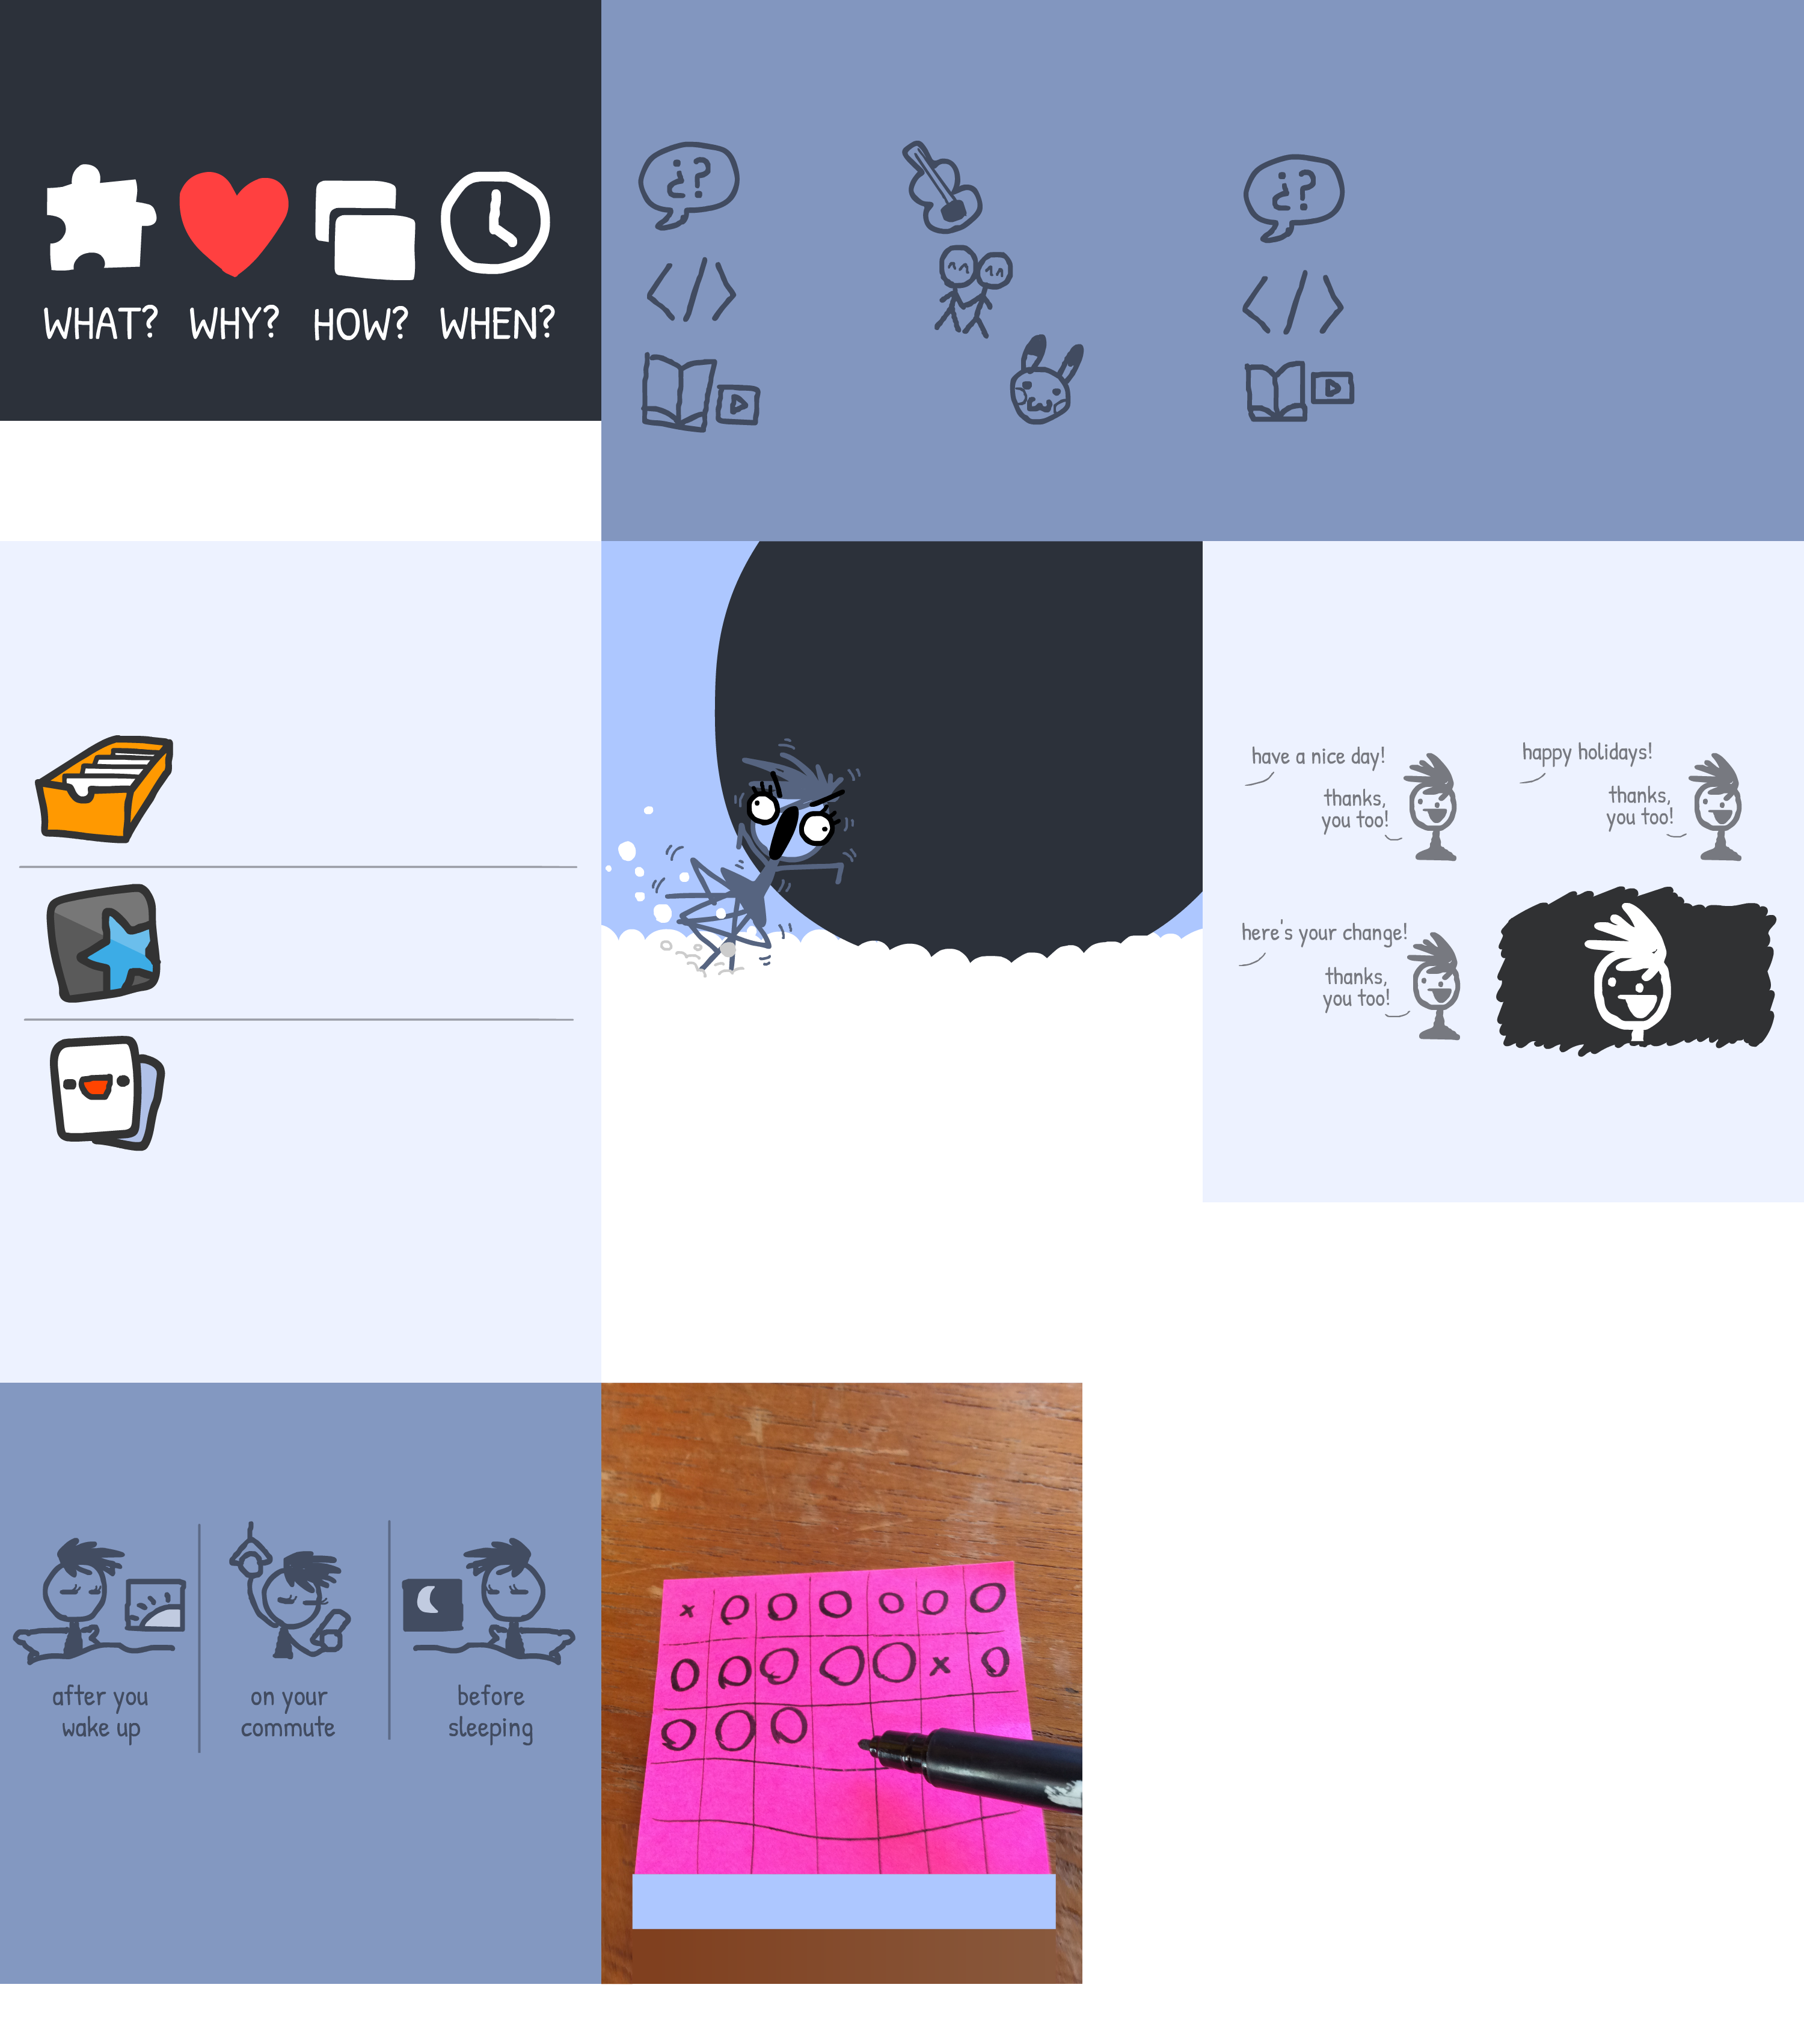 WHAT? WHY? HOW? WHEN?
¿?
¿?
</>
</>
have a nice day!
thanks,
you too!
happy holidays!
thanks,
you too!
here's your change!
thanks,
you too!
after you
wake up
on your
commute
before
sleeping
x O O O O O O
O O O O O x O
O O O